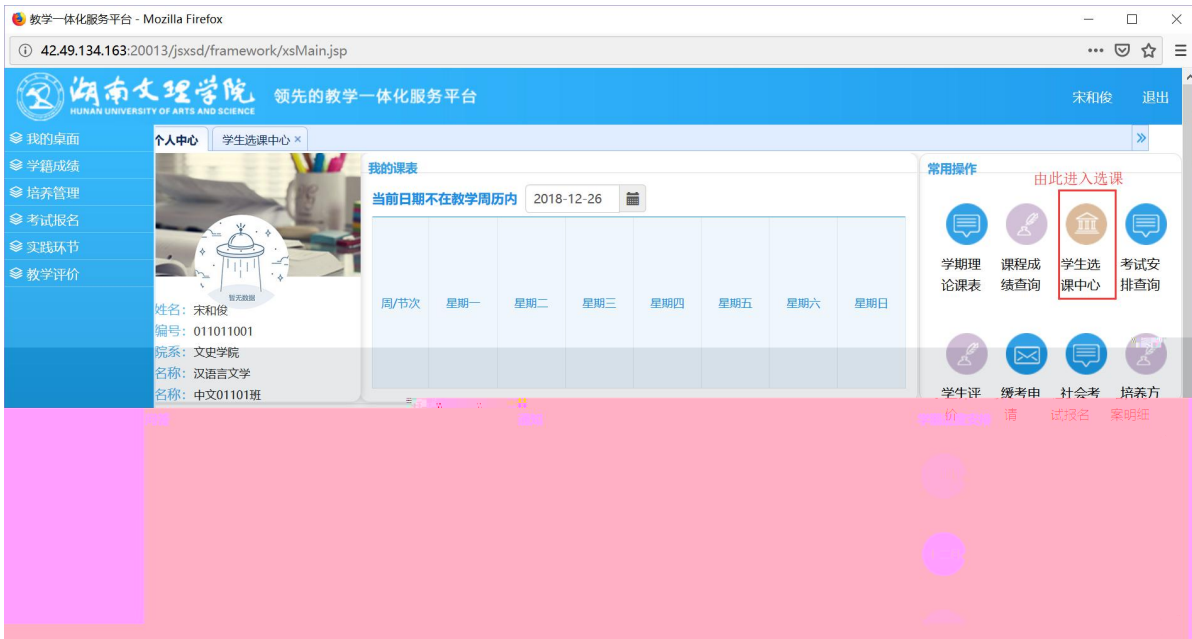 教学一体化服务平台 - Mozilla Firefox
42.49.134.163:20013/jsxsd/framework/xsMain.jsp
湖南文理学院
HUNAN UNIVERSITY OF ARTS AND SCIENCE
领先的教学一体化服务平台
宋和俊 退出
我的桌面
学籍成绩
培养管理
考试报名
实践环节
教学评价
个人中心 学生选课中心 ×
暂无数据
姓名：宋和俊
编号：011011001
院系：文史学院
名称：汉语言文学
名称：中文01101班
我的课表
当前日期不在教学周历内 2018-12-26
周/节次 星期一 星期二 星期三 星期四 星期五 星期六 星期日
常用操作
由此进入选课
学期理 课程成 学生选 考试安
论课表 绩查询 课中心 排查询
学生评 缓考申 社会考 培养方
价 请 试报名 案明细